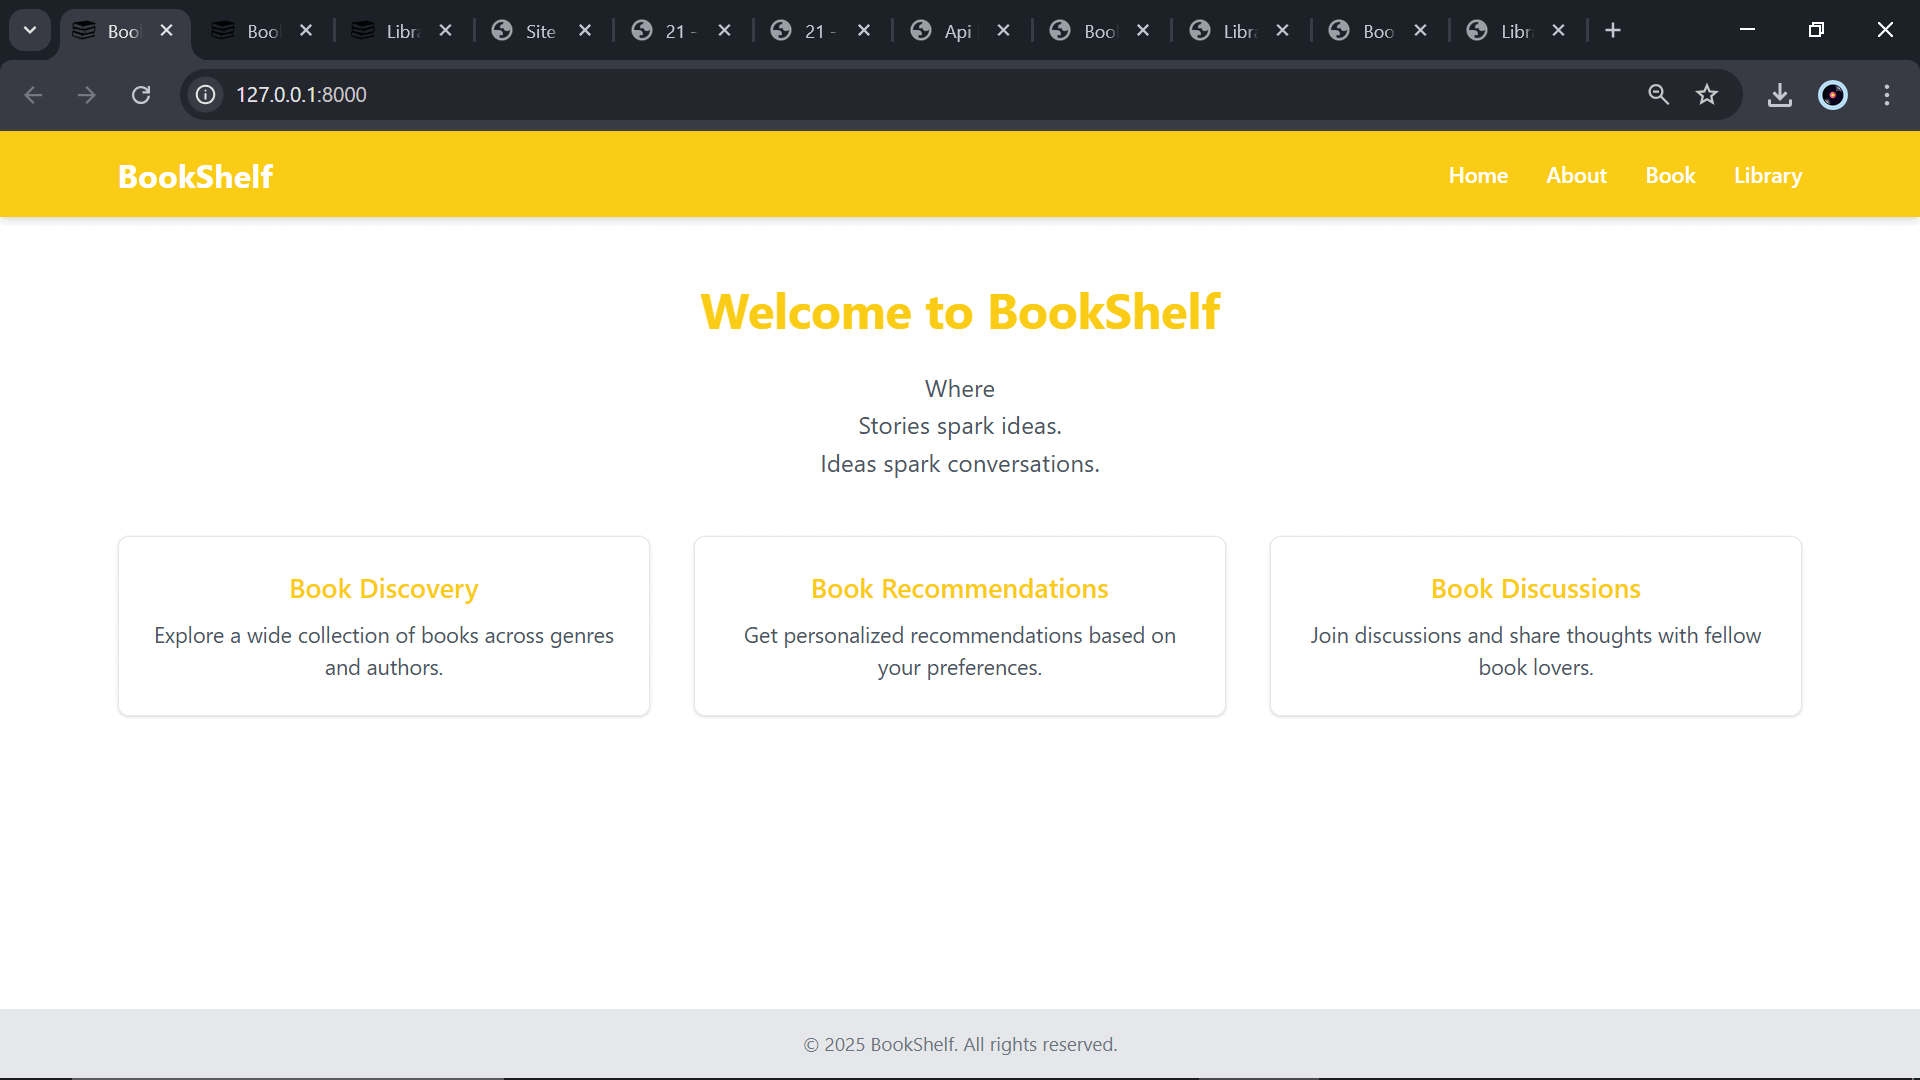 Boo
Boo
Libr
Site
21 -
21 -
Api
Boo
Libr
Boo
Libr
127.0.0.1:8000
BookShelf
Home
About
Book
Library
Welcome to BookShelf
Where
Stories spark ideas.
Ideas spark conversations.
Book Discovery
Explore a wide collection of books across genres
and authors.
Book Recommendations
Get personalized recommendations based on
your preferences.
Book Discussions
Join discussions and share thoughts with fellow
book lovers.
© 2025 BookShelf. All rights reserved.